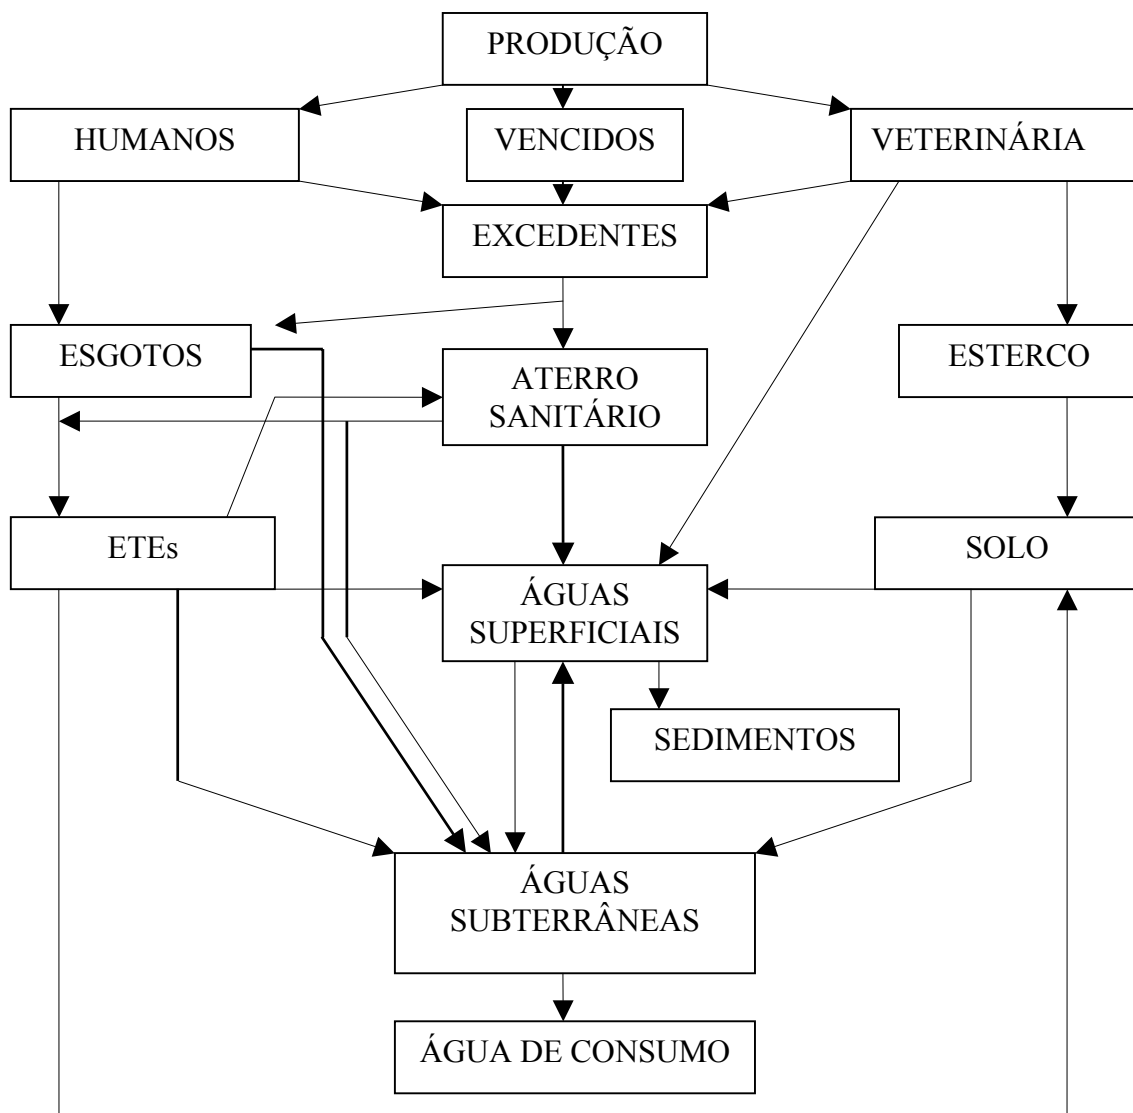 PRODUÇÃO
HUMANOS
VENCIDOS
VETERINÁRIA
EXCEDENTES
ESGOTOS
ATERRO
SANITÁRIO
ESTERCO
ETEs
SOLO
ÁGUAS
SUPERFICIAIS
SEDIMENTOS
ÁGUAS
SUBTERRÂNEAS
ÁGUA DE CONSUMO